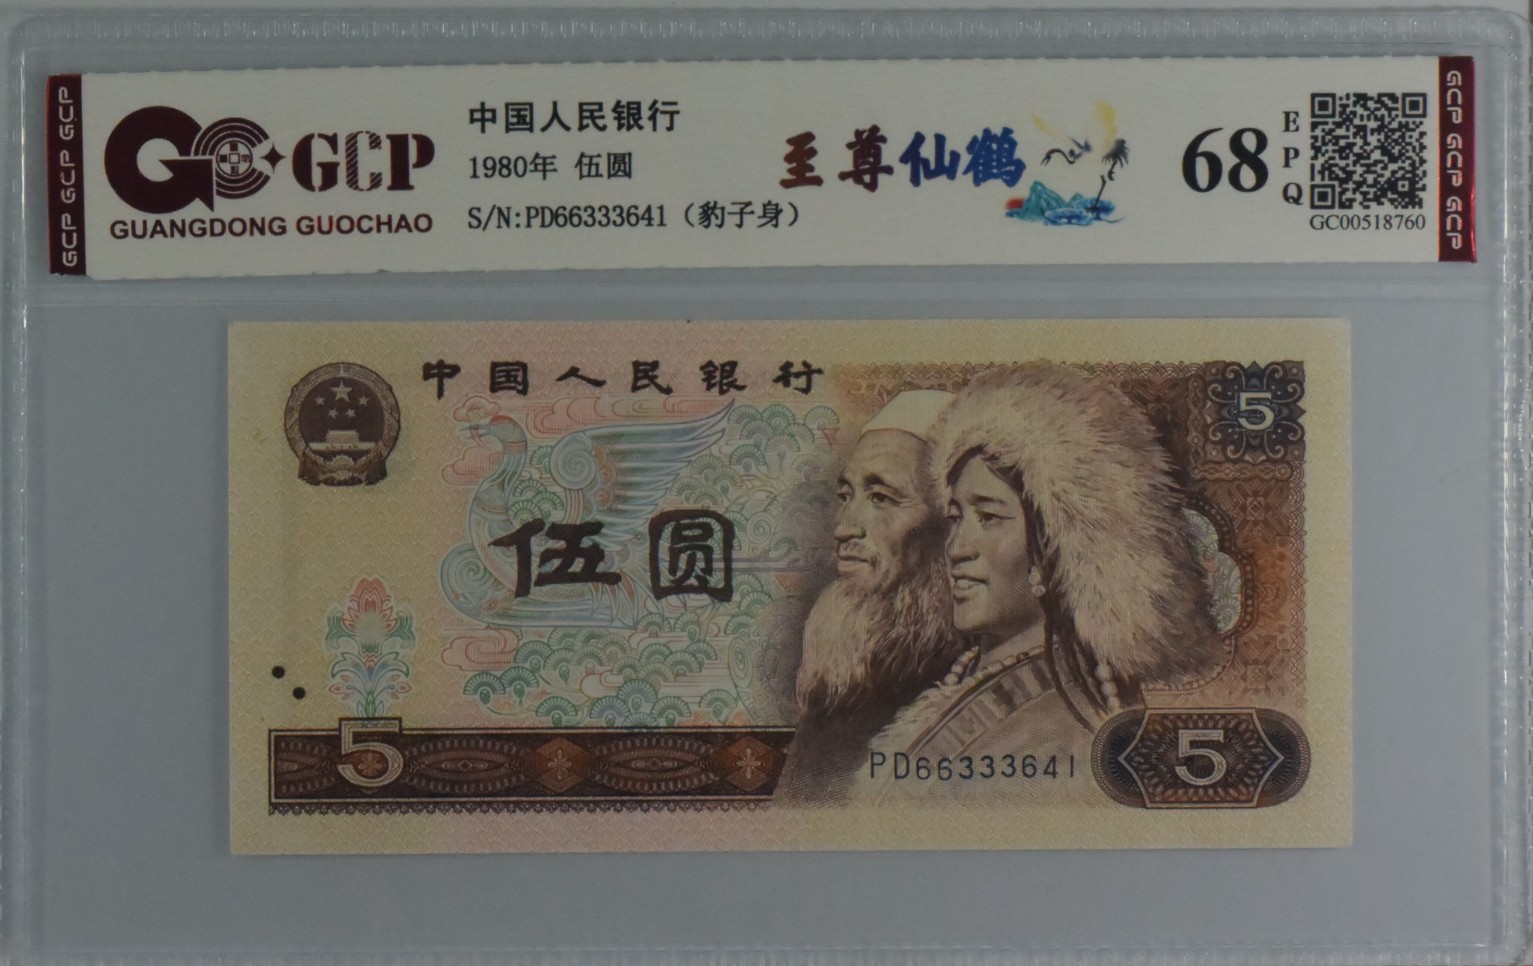 GCP GCP GCP
GCP
GUANGDONG GUOCHAO
中国人民银行
1980年 伍圆
S/N:PD66333641（豹子身）
至尊仙鹤
68
EPQ
GC00518760
GCP GCP GCP
中国人民银行
5
伍圆
5
PD66333641
5